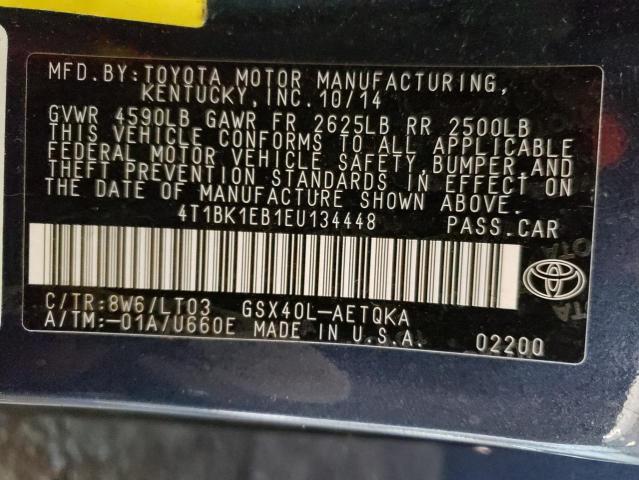 MFD.BY:TOYOTA MOTOR MANUFACTURING,
KENTUCKY,INC.10/14
GVWR 4590LB GAWR FR 2625LB RR 2500LB
THIS VEHICLE CONFORMS TO ALL APPLICABLE
FEDERAL MOTOR VEHICLE SAFETY,BUMPER,AND
THEFT PREVENTION STANDARDS IN EFFECT ON
THE DATE OF MANUFACTURE SHOWN ABOVE.
4T1BK1EB1EU134448 PASS.CAR
C/TR:8W6/LT03 GSX40L-AETQKA
A/TM:-01A/U660E MADE IN U.S.A. 02200